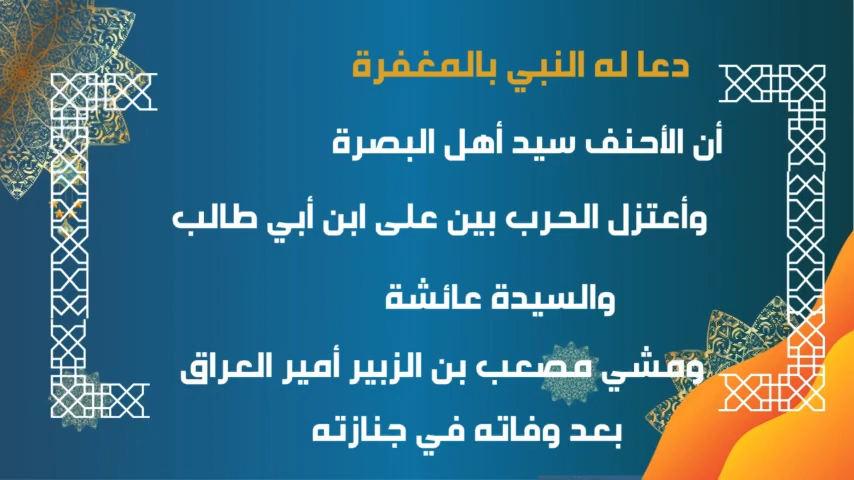 دعا له النبي بالمغفرة
أن الأحنف سيد أهل البصرة
وأعتزل الحرب بين على ابن أبي طالب
والسيدة عائشة
ومشي مصعب بن الزبير أمير العراق
بعد وفاته في جنازته